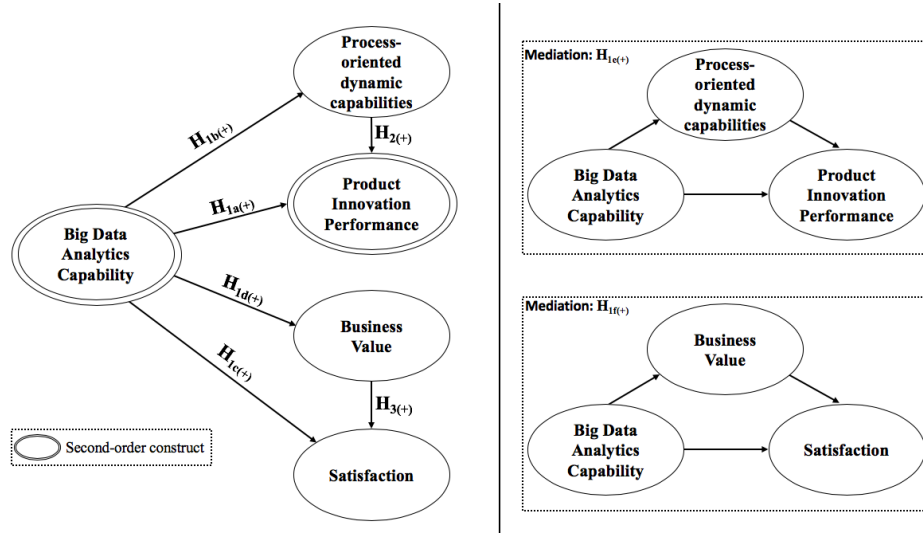 Process-
oriented
dynamic
capabilities
H1b(+)
H2(+)
H1a(+)
Product
Innovation
Performance
Big Data
Analytics
Capability
H1d(+)
Business
Value
H1c(+)
H3(+)
Second-order construct
Satisfaction
Mediation: H1e(+)
Process-
oriented
dynamic
capabilities
Big Data
Analytics
Capability
Product
Innovation
Performance
Mediation: H1f(+)
Business
Value
Big Data
Analytics
Capability
Satisfaction